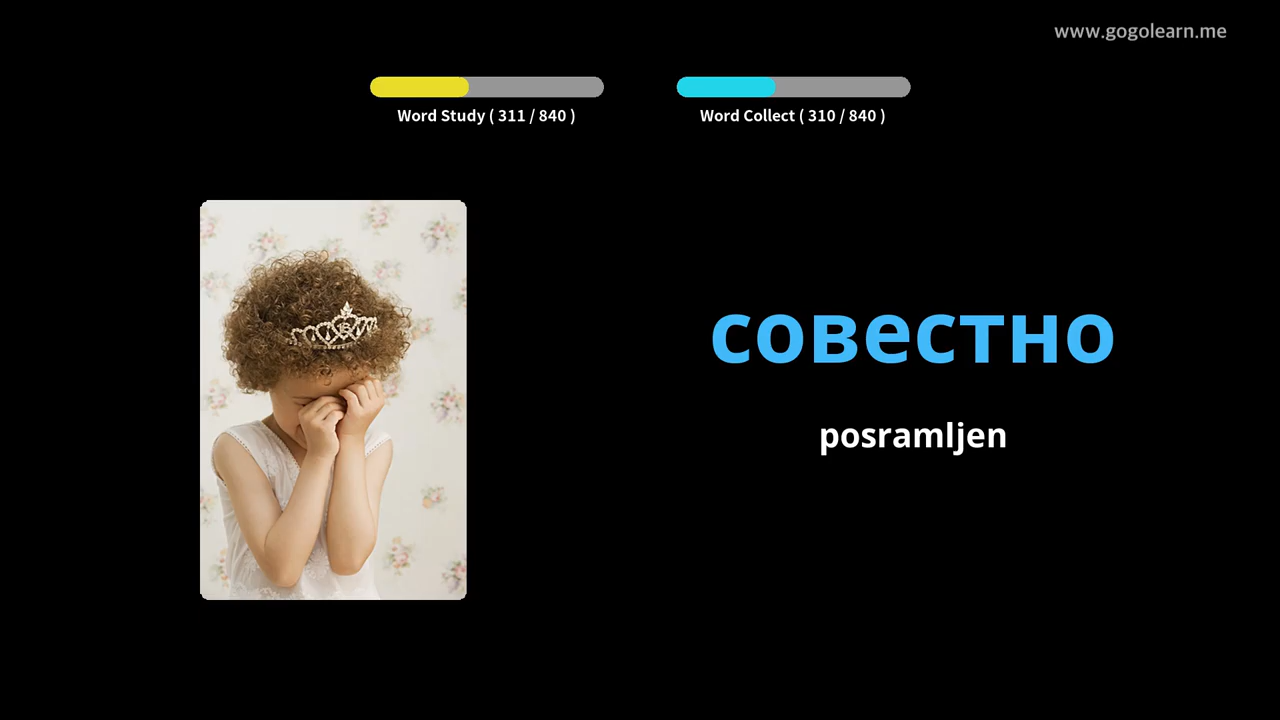 www.gogolearn.me
Word Study ( 311 / 840 )
Word Collect ( 310 / 840 )
совестно
posramljen